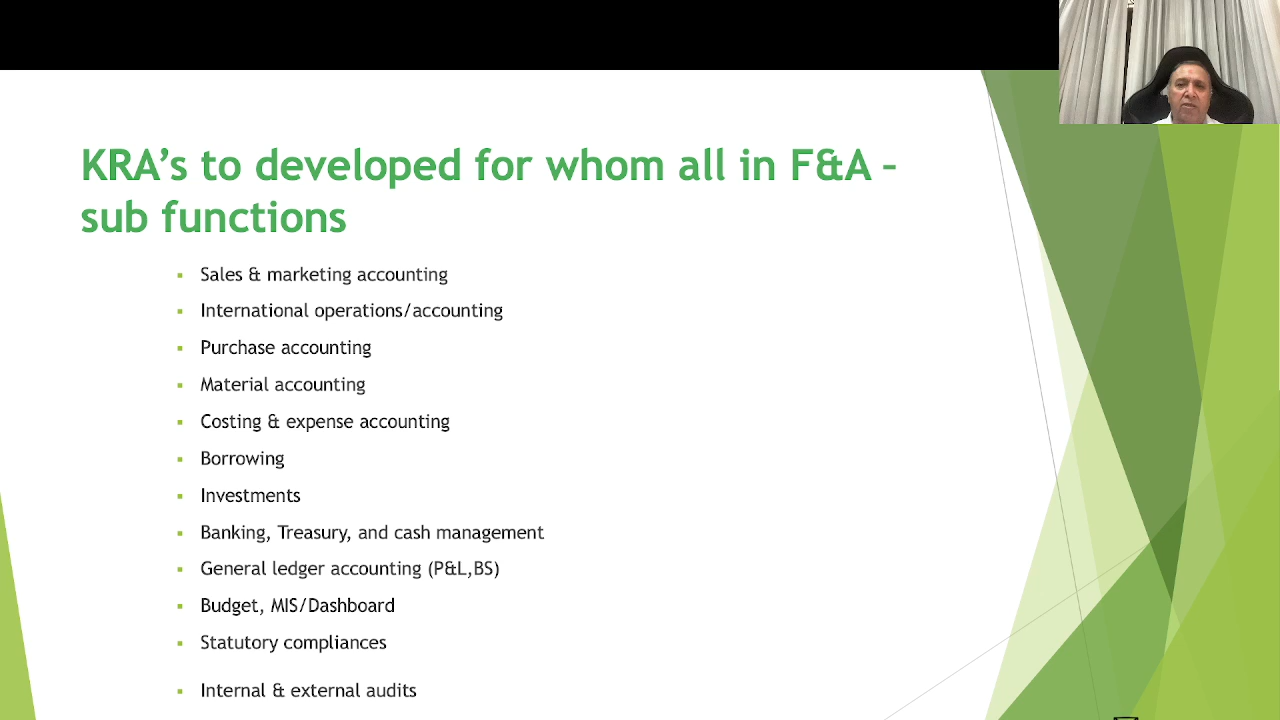 KRA’s to developed for whom all in F&A –
sub functions
▪ Sales & marketing accounting
▪ International operations/accounting
▪ Purchase accounting
▪ Material accounting
▪ Costing & expense accounting
▪ Borrowing
▪ Investments
▪ Banking, Treasury, and cash management
▪ General ledger accounting (P&L,BS)
▪ Budget, MIS/Dashboard
▪ Statutory compliances
▪ Internal & external audits